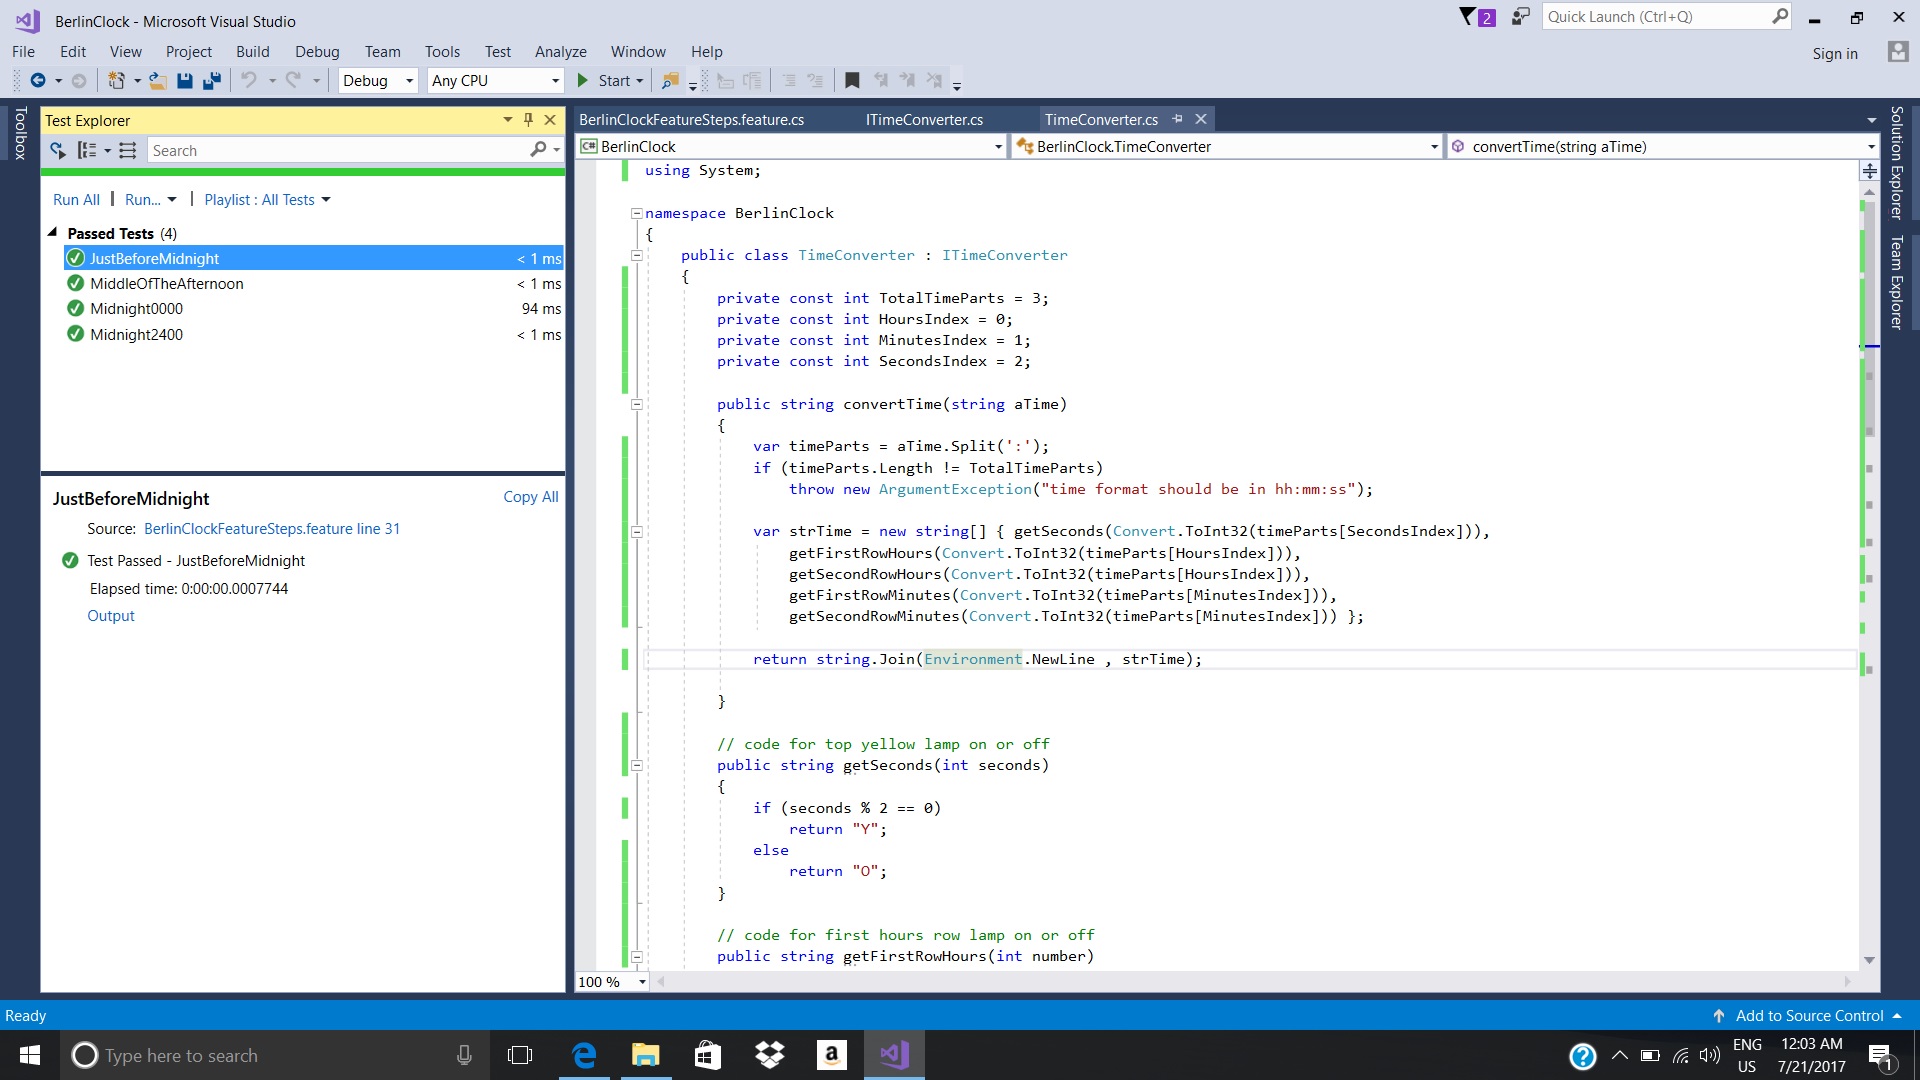 BerlinClock - Microsoft Visual Studio
2
Quick Launch (Ctrl+Q)
File Edit View Project Build Debug Team Tools Test Analyze Window Help
Sign in
Debug
Any CPU
Start
Toolbox
Test Explorer
Search
Run All | Run... | Playlist : All Tests
Passed Tests (4)
JustBeforeMidnight < 1 ms
MiddleOfTheAfternoon < 1 ms
Midnight0000 94 ms
Midnight2400 < 1 ms
JustBeforeMidnight
Copy All
Source: BerlinClockFeatureSteps.feature line 31
Test Passed - JustBeforeMidnight
Elapsed time: 0:00:00.0007744
Output
BerlinClockFeatureSteps.feature.cs
ITimeConverter.cs
TimeConverter.cs
C# BerlinClock
BerlinClock.TimeConverter
convertTime(string aTime)
using System;
namespace BerlinClock
{
public class TimeConverter : ITimeConverter
{
private const int TotalTimeParts = 3;
private const int HoursIndex = 0;
private const int MinutesIndex = 1;
private const int SecondsIndex = 2;
public string convertTime(string aTime)
{
var timeParts = aTime.Split(':');
if (timeParts.Length != TotalTimeParts)
throw new ArgumentException("time format should be in hh:mm:ss");
var strTime = new string[] { getSeconds(Convert.ToInt32(timeParts[SecondsIndex])),
getFirstRowHours(Convert.ToInt32(timeParts[HoursIndex])),
getSecondRowHours(Convert.ToInt32(timeParts[HoursIndex])),
getFirstRowMinutes(Convert.ToInt32(timeParts[MinutesIndex])),
getSecondRowMinutes(Convert.ToInt32(timeParts[MinutesIndex])) };
return string.Join(Environment.NewLine , strTime);
}
// code for top yellow lamp on or off
public string getSeconds(int seconds)
{
if (seconds % 2 == 0)
return "Y";
else
return "O";
}
// code for first hours row lamp on or off
public string getFirstRowHours(int number)
100 %
Solution Explorer
Team Explorer
Ready
Add to Source Control
Type here to search
a
ENG
US
12:03 AM
7/21/2017
1